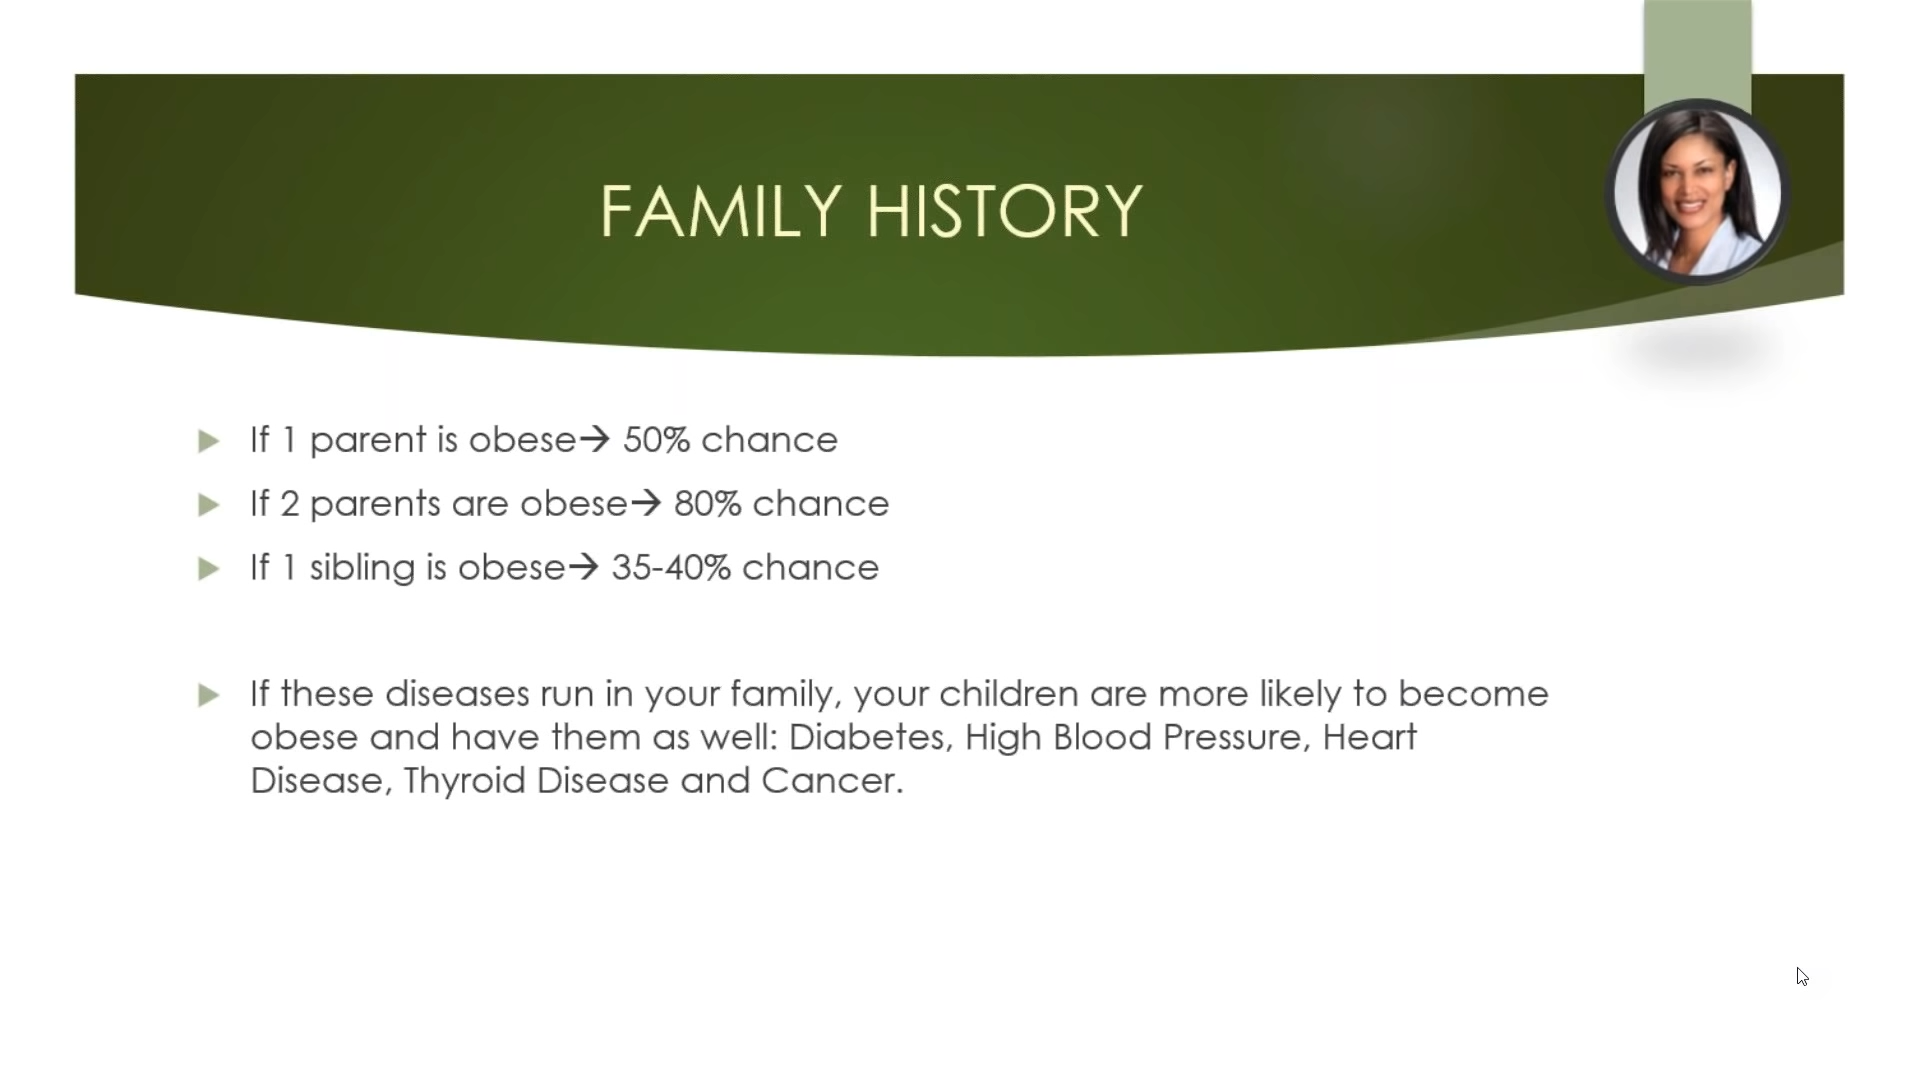 FAMILY HISTORY
If 1 parent is obese→ 50% chance
If 2 parents are obese→ 80% chance
If 1 sibling is obese→ 35-40% chance
If these diseases run in your family, your children are more likely to become
obese and have them as well: Diabetes, High Blood Pressure, Heart
Disease, Thyroid Disease and Cancer.